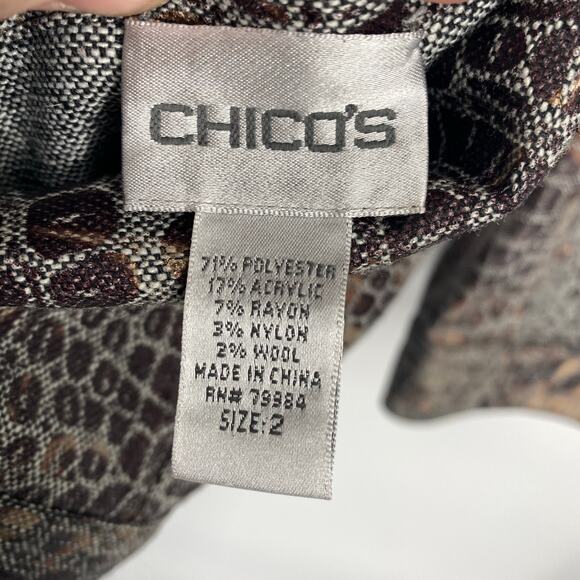 CHICO'S
71% POLYESTER
17% ACRYLIC
7% RAYON
3% NYLON
2% WOOL
MADE IN CHINA
RN# 79984
SIZE: 2